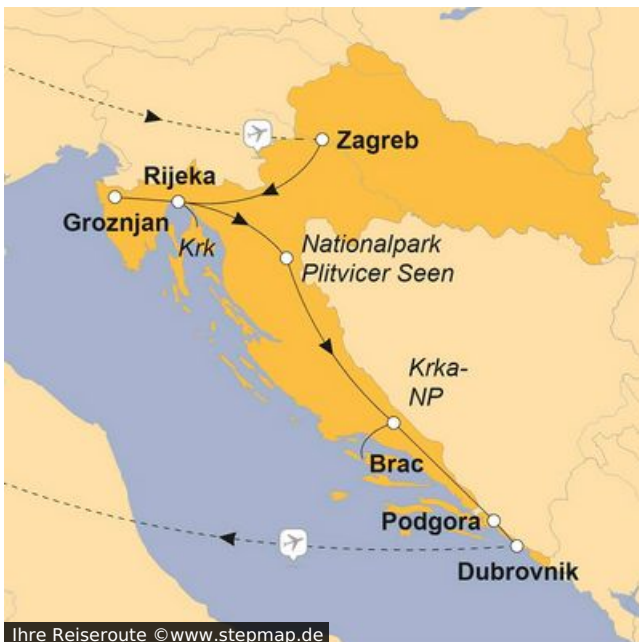 Zagreb
Rijeka
Groznjan
Krk
Nationalpark
Plitvicer Seen
Krka-
NP
Brac
Podgora
Dubrovnik
Ihre Reiseroute ©www.stepmap.de